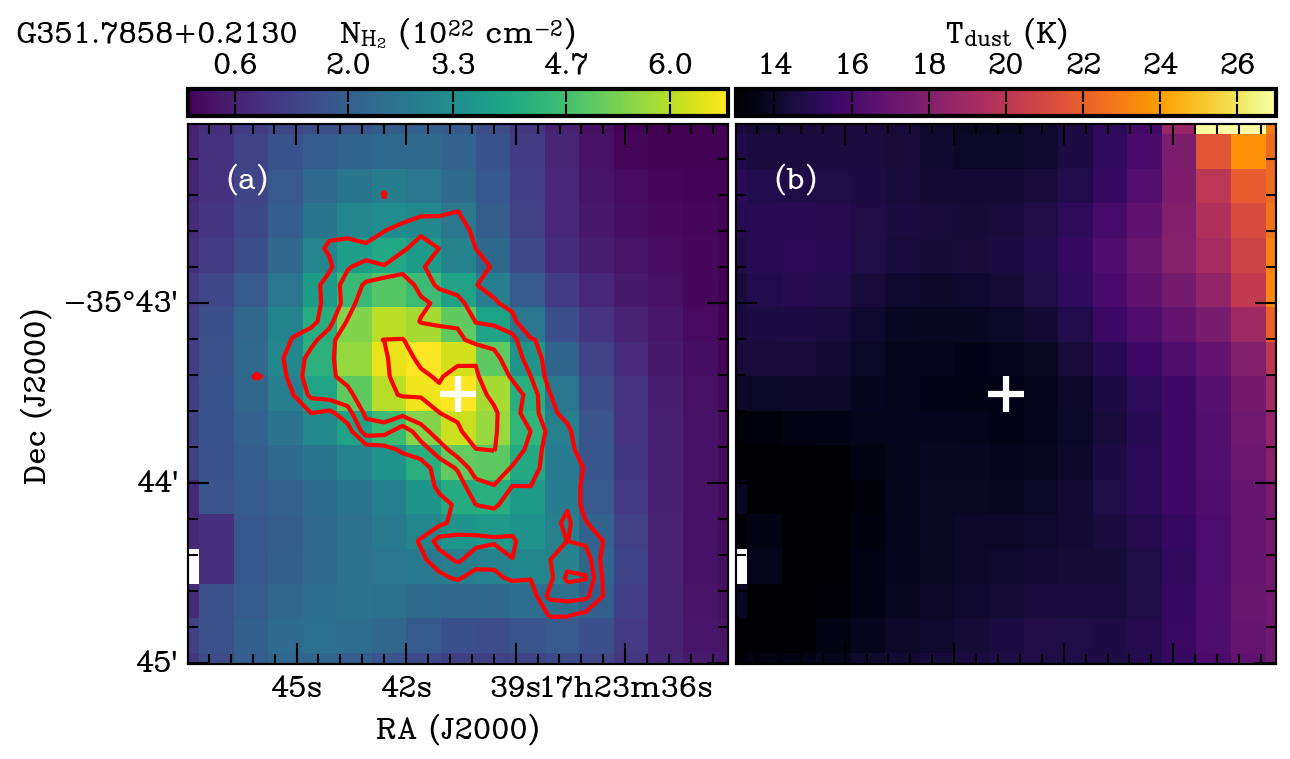 G351.7858+0.2130 N_H₂ (10²² cm⁻²) T_dust (K)
0.6 2.0 3.3 4.7 6.0 14 16 18 20 22 24 26
(a) (b)
−35°43'
44'
45'
Dec (J2000)
45s 42s 39s17h23m36s
RA (J2000)